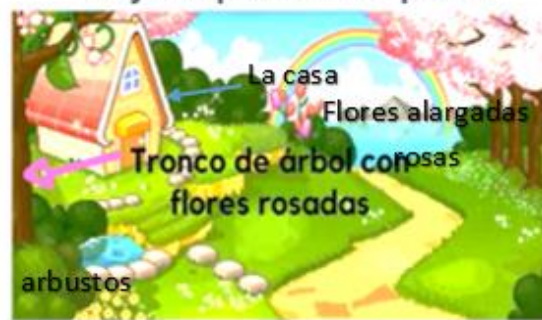 La casa
Flores alargadas
rosas
Tronco de árbol con
flores rosadas
arbustos